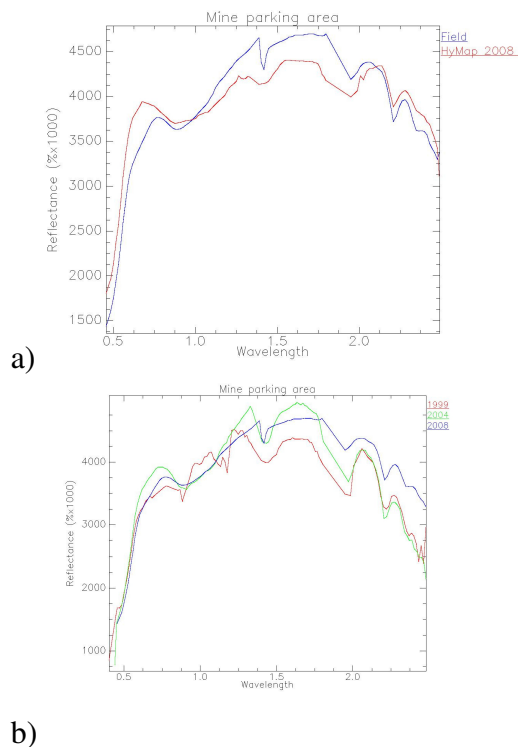 Mine parking area
Field
HyMap 2008
4500
4000
3500
3000
2500
2000
1500
Reflectance (%x1000)
0.5 1.0 1.5 2.0
Wavelength
a)
Mine parking area
1999
2004
2008
4000
3000
2000
1000
Reflectance (%x1000)
0.5 1.0 1.5 2.0
Wavelength
b)